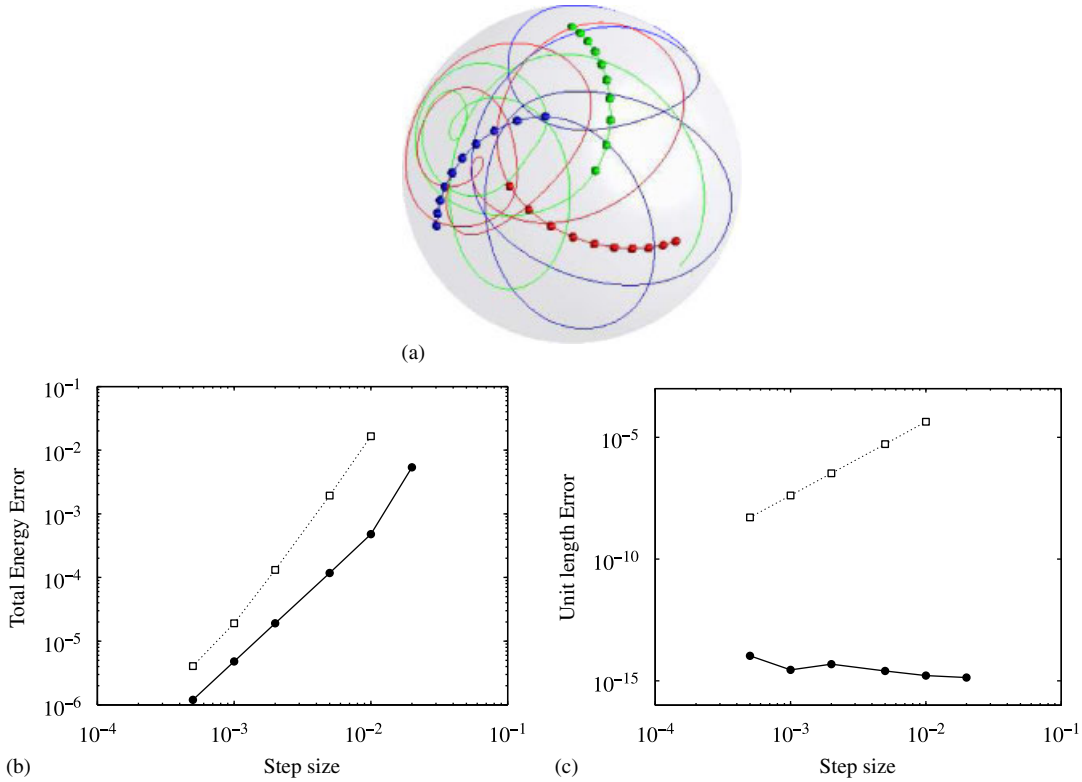 (a)
10⁻¹
10⁻²
10⁻³
10⁻⁴
10⁻⁵
10⁻⁶
Total Energy Error
10⁻⁴ 10⁻³ 10⁻² 10⁻¹
Step size
(b)
10⁻⁵
10⁻¹⁰
10⁻¹⁵
Unit length Error
10⁻⁴ 10⁻³ 10⁻² 10⁻¹
Step size
(c)